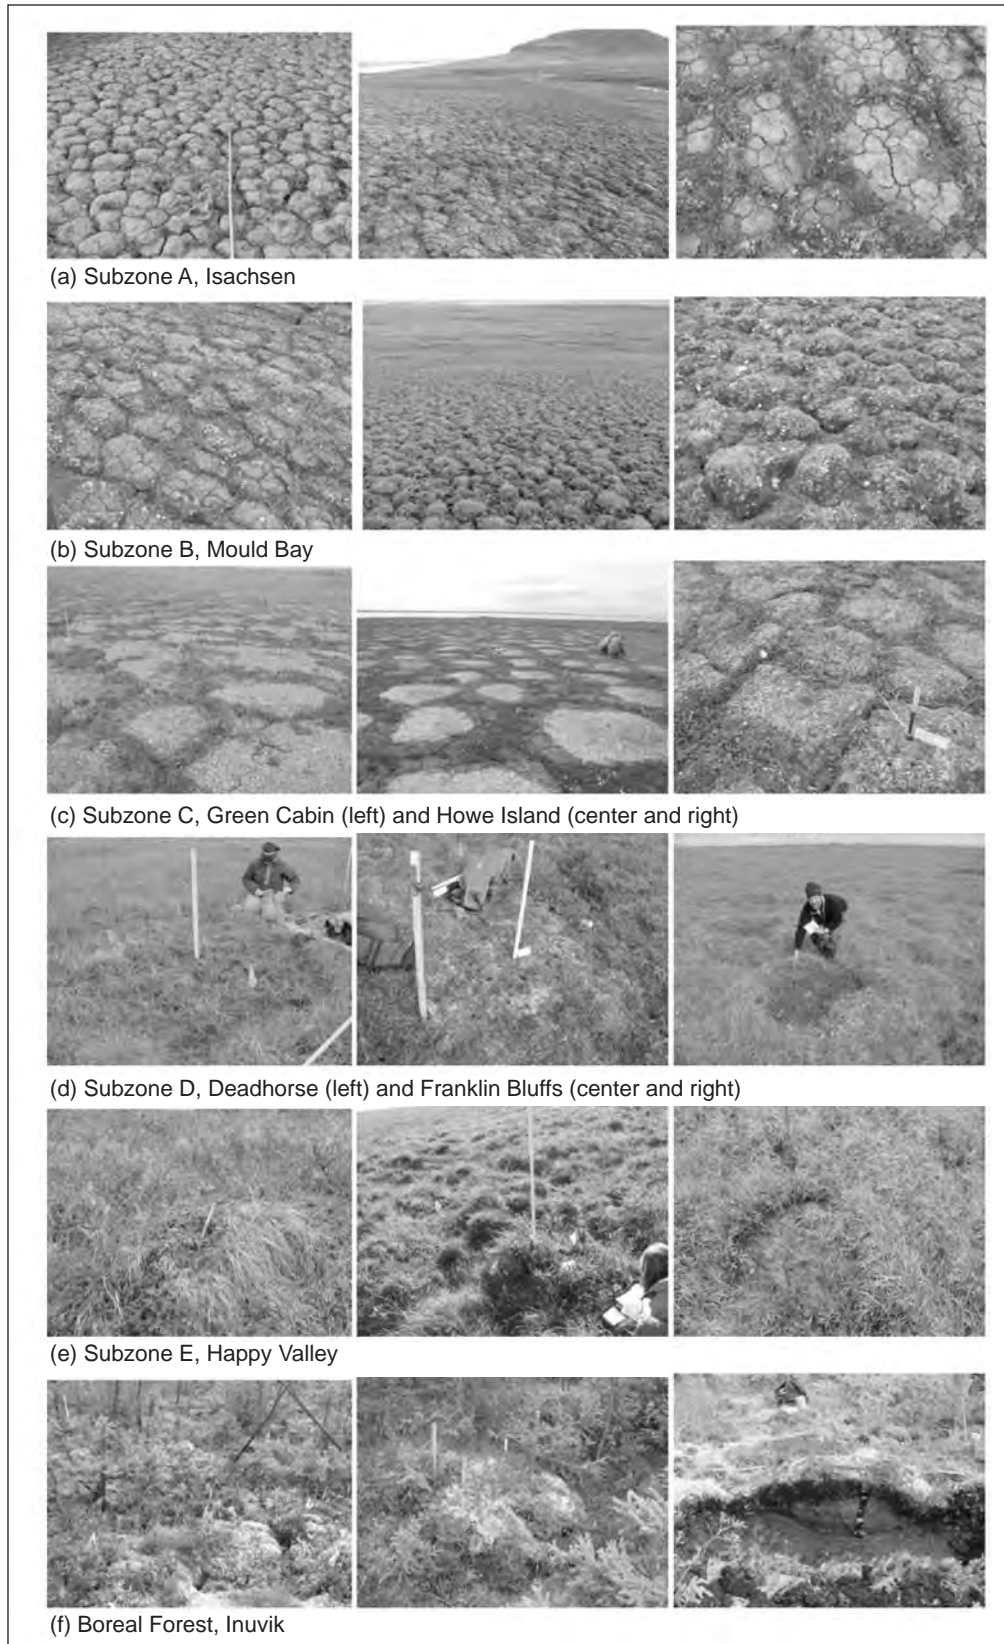 (a) Subzone A, Isachsen
(b) Subzone B, Mould Bay
(c) Subzone C, Green Cabin (left) and Howe Island (center and right)
(d) Subzone D, Deadhorse (left) and Franklin Bluffs (center and right)
(e) Subzone E, Happy Valley
(f) Boreal Forest, Inuvik